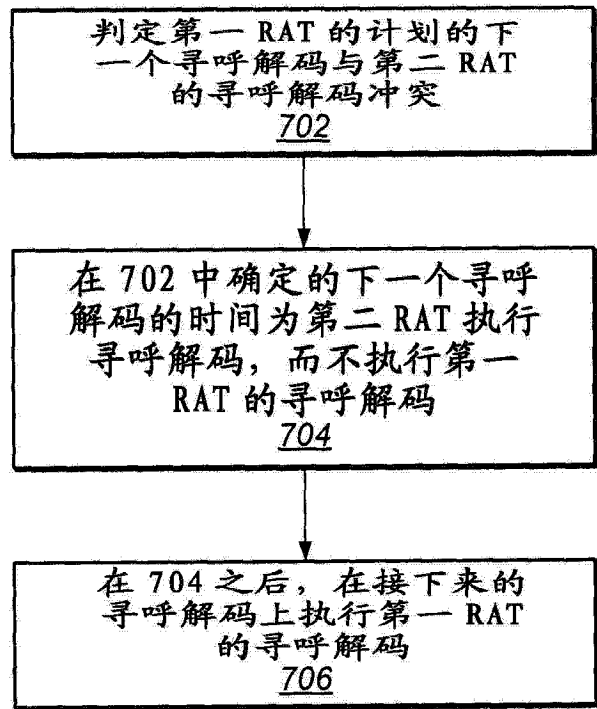 判定第一 RAT 的计划的下
一个寻呼解码与第二 RAT
的寻呼解码冲突
702
在 702 中确定的下一个寻呼
解码的时间为第二 RAT 执行
寻呼解码，而不执行第一
RAT 的寻呼解码
704
在 704 之后，在接下来的
寻呼解码上执行第一 RAT
的寻呼解码
706